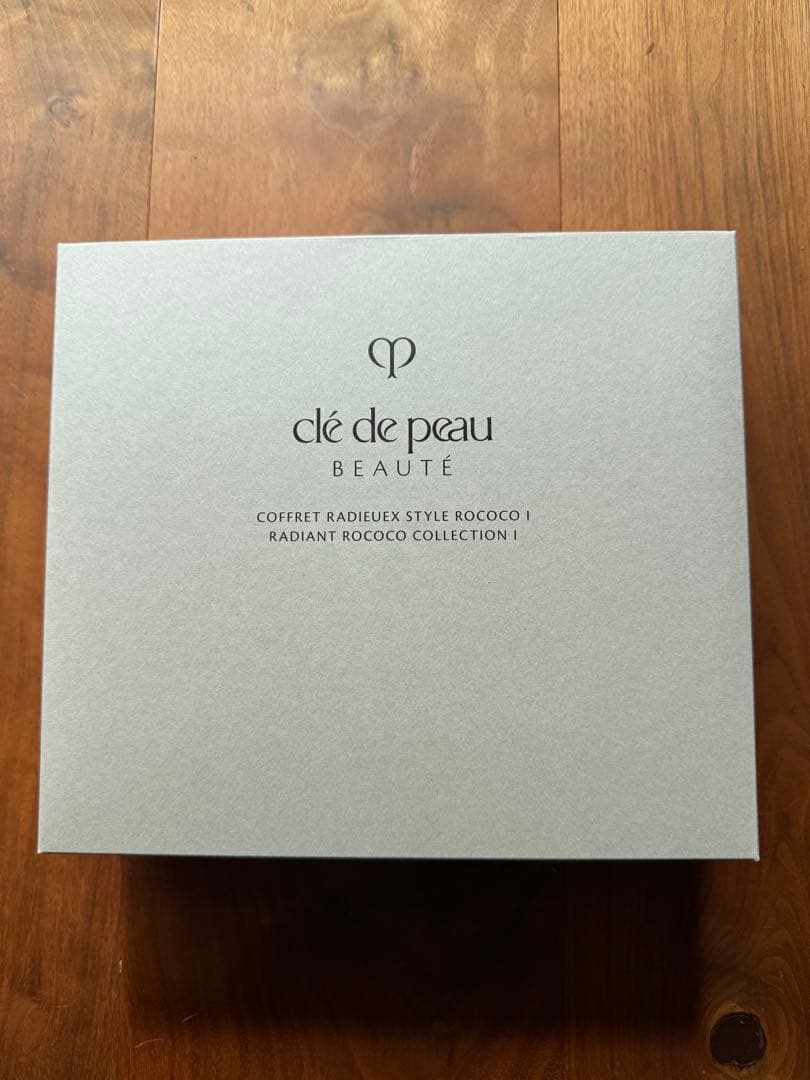 clé de peau
BEAUTÉ
COFFRET RADIEUEX STYLE ROCOCO I
RADIANT ROCOCO COLLECTION I